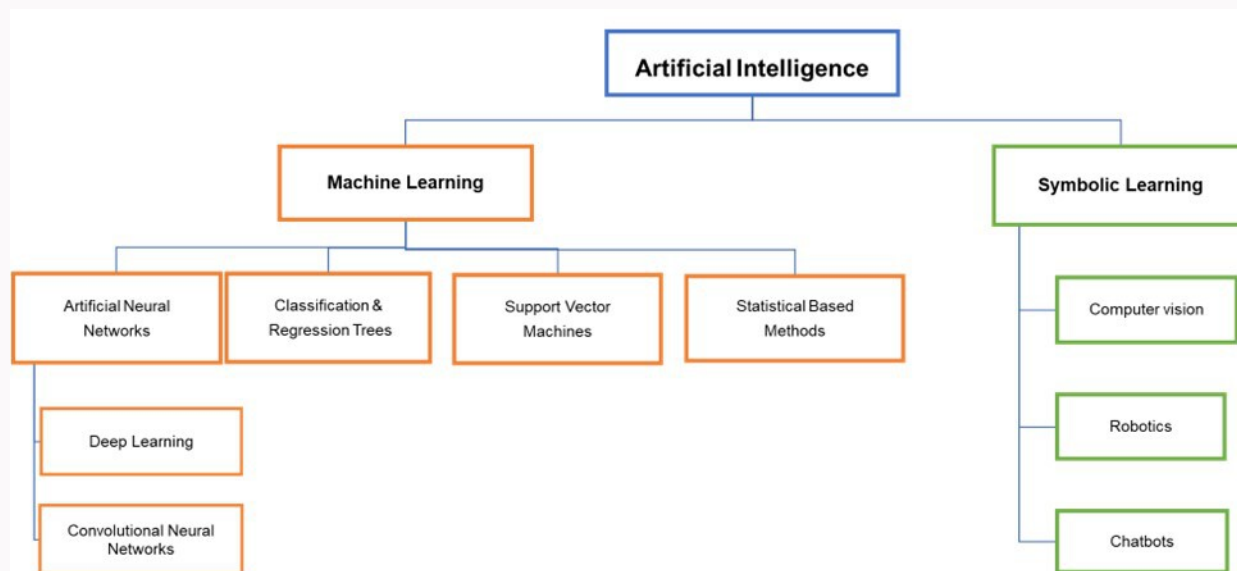 Artificial Intelligence
Machine Learning
Symbolic Learning
Artificial Neural
Networks
Classification &
Regression Trees
Support Vector
Machines
Statistical Based
Methods
Computer vision
Deep Learning
Robotics
Convolutional Neural
Networks
Chatbots